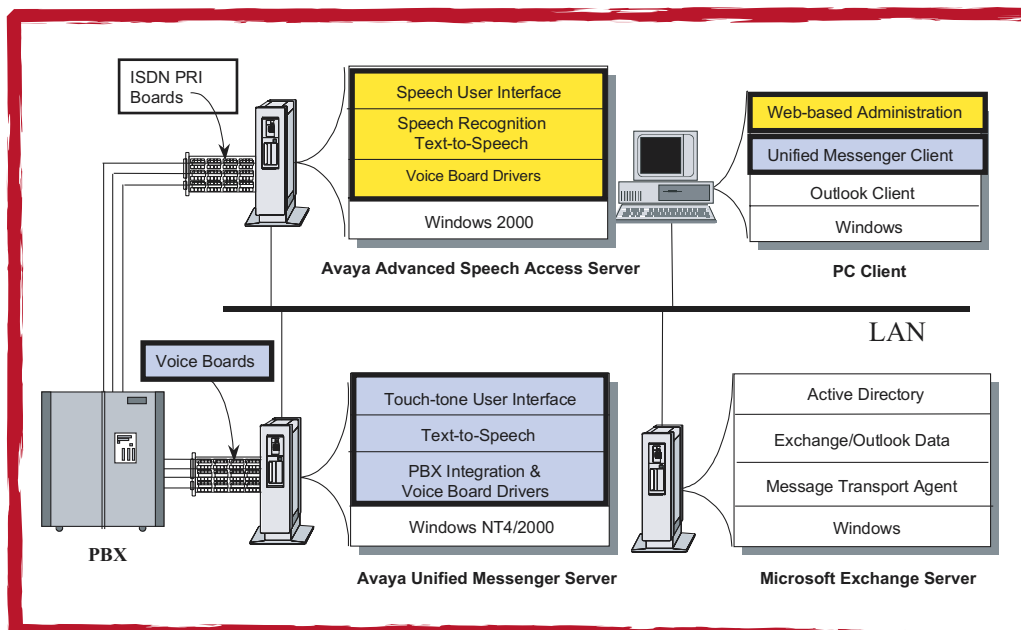 ISDN PRI
Boards
Speech User Interface
Speech Recognition
Text-to-Speech
Voice Board Drivers
Windows 2000
Avaya Advanced Speech Access Server
Web-based Administration
Unified Messenger Client
Outlook Client
Windows
PC Client
LAN
Voice Boards
PBX
Touch-tone User Interface
Text-to-Speech
PBX Integration &
Voice Board Drivers
Windows NT4/2000
Avaya Unified Messenger Server
Active Directory
Exchange/Outlook Data
Message Transport Agent
Windows
Microsoft Exchange Server